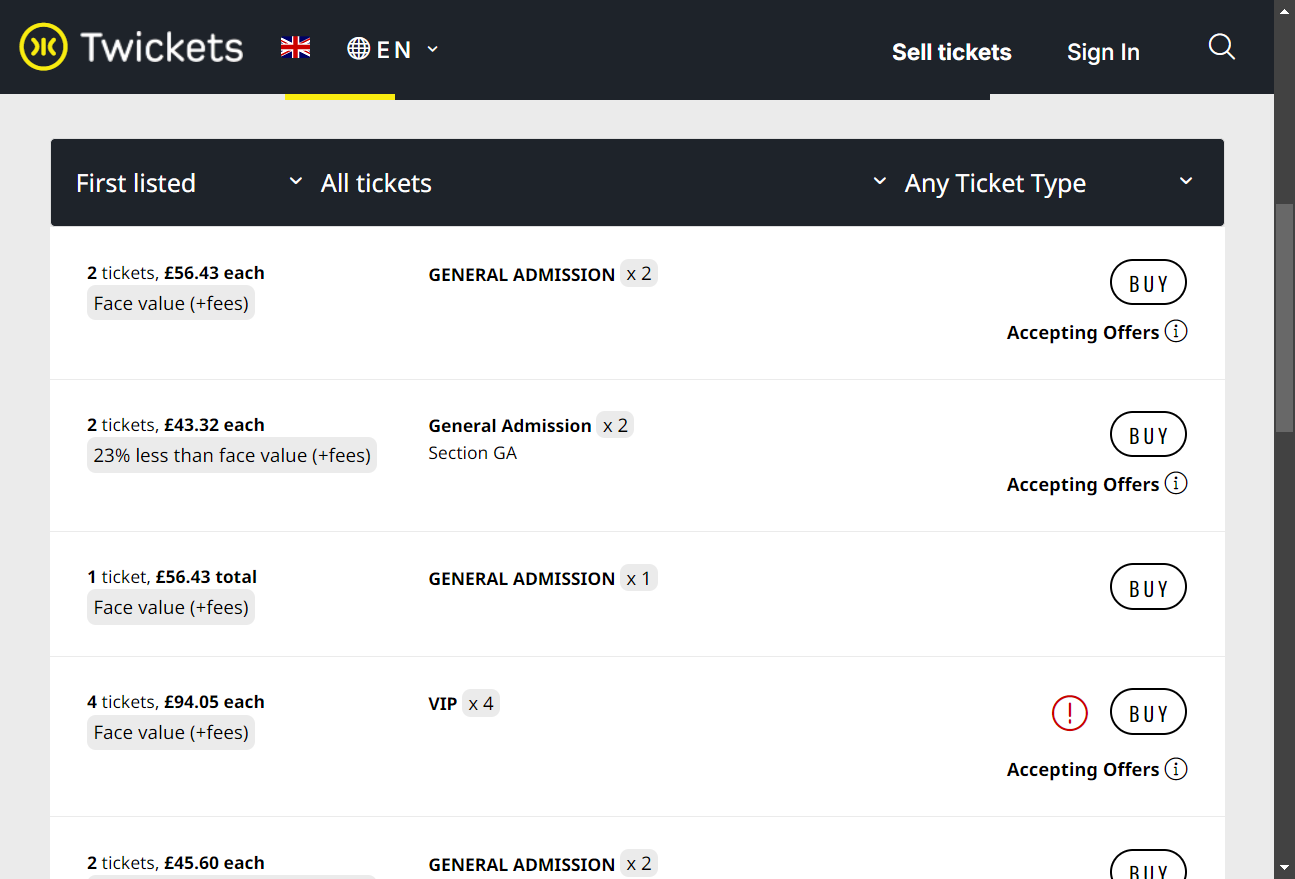 Twickets EN Sell tickets Sign In
First listed All tickets Any Ticket Type
2 tickets, £56.43 each GENERAL ADMISSION x 2 BUY
Face value (+fees)
Accepting Offers
2 tickets, £43.32 each General Admission x 2 BUY
23% less than face value (+fees) Section GA
Accepting Offers
1 ticket, £56.43 total GENERAL ADMISSION x 1 BUY
Face value (+fees)
4 tickets, £94.05 each VIP x 4 BUY
Face value (+fees)
Accepting Offers
2 tickets, £45.60 each GENERAL ADMISSION x 2 BUY